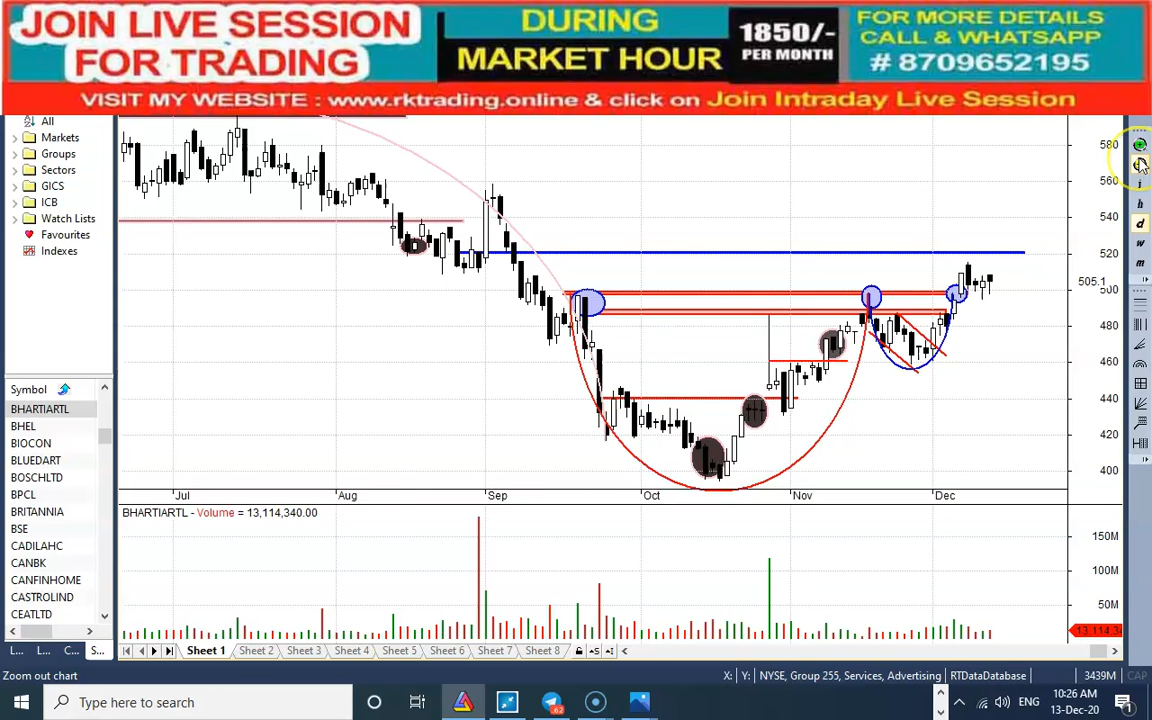 JOIN LIVE SESSION
FOR TRADING
DURING
MARKET HOUR
1850/-
PER MONTH
FOR MORE DETAILS
CALL & WHATSAPP
# 8709652195
VISIT MY WEBSITE : www.rktrading.online & click on Join Intraday Live Session
All
Markets
Groups
Sectors
GICS
ICB
Watch Lists
Favourites
Indexes
Symbol
BHARTIARTL
BHEL
BIOCON
BLUEDART
BOSCHLTD
BPCL
BRITANNIA
BSE
CADILAHC
CANBK
CANFINHOME
CASTROLIND
CEATLTD
L... L... C... S...
580
560
540
520
505.1
500
480
460
440
420
400
Jul Aug Sep Oct Nov Dec
BHARTIARTL - Volume = 13,114,340.00
150M
100M
50M
13,114,34
i
h
d
w
m
Sheet 1 Sheet 2 Sheet 3 Sheet 4 Sheet 5 Sheet 6 Sheet 7 Sheet 8
Zoom out chart
X: Y: NYSE, Group 255, Services, Advertising RTDataDatabase 3439M CAP
Type here to search
62
ENG
10:26 AM
13-Dec-20
1